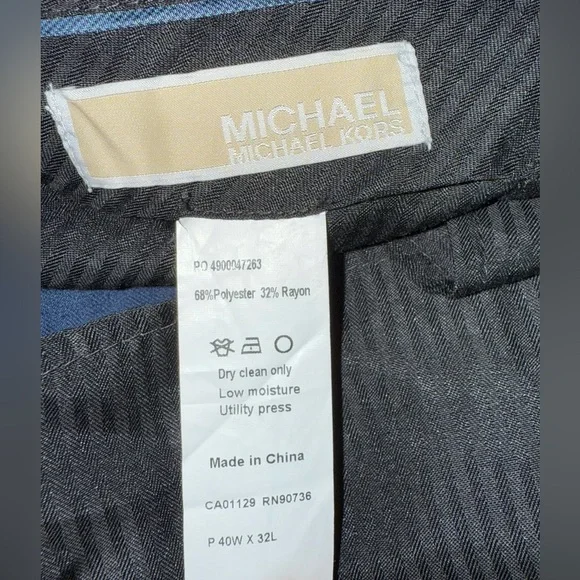 MICHAEL
MICHAEL KORS
PO 4900047263
68%Polyester 32% Rayon
Dry clean only
Low moisture
Utility press
Made in China
CA01129 RN90736
P 40W X 32L